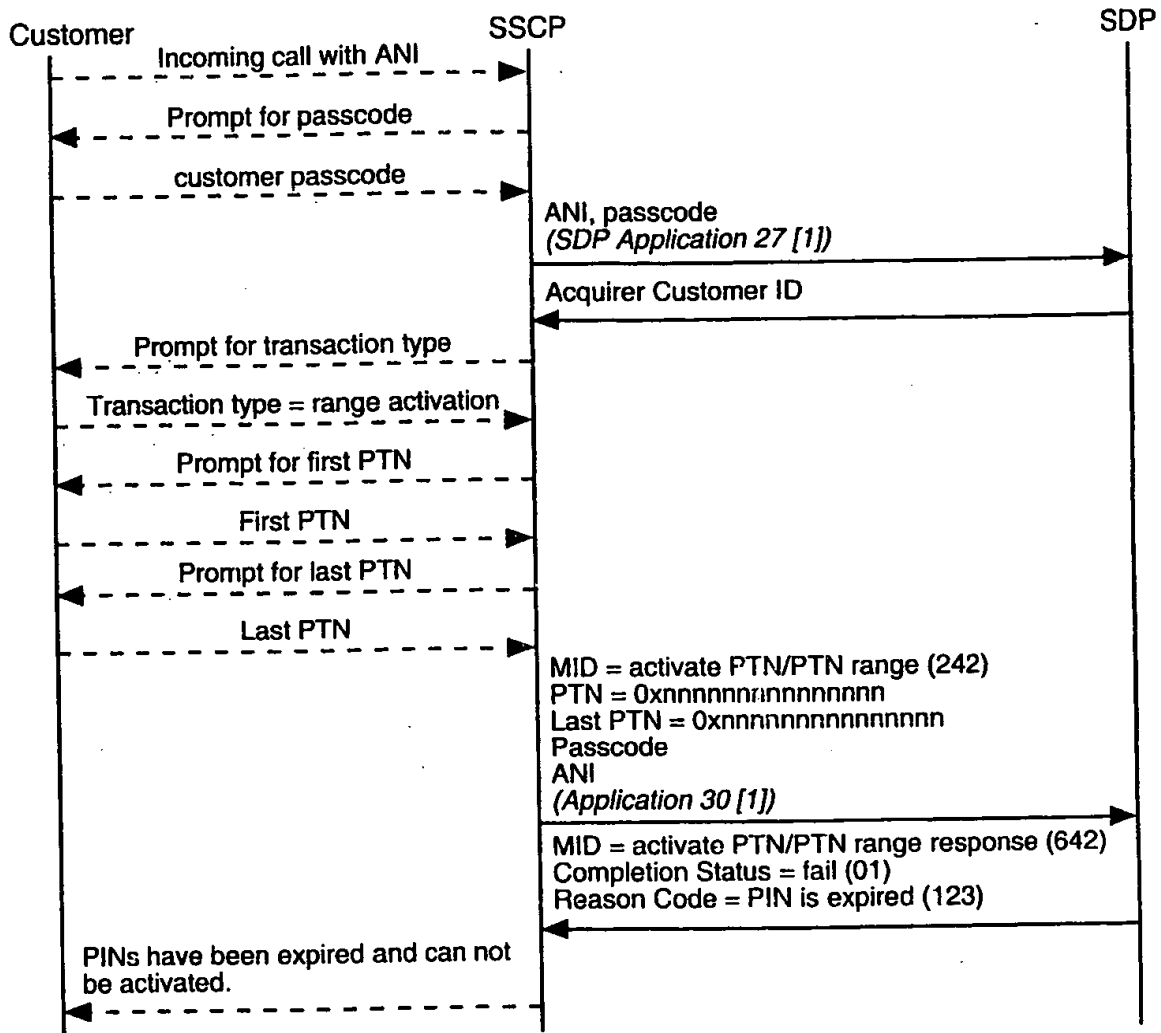 Customer
SSCP
SDP
Incoming call with ANI
Prompt for passcode
customer passcode
ANI, passcode
(SDP Application 27 [1])
Acquirer Customer ID
Prompt for transaction type
Transaction type = range activation
Prompt for first PTN
First PTN
Prompt for last PTN
Last PTN
MID = activate PTN/PTN range (242)
PTN = 0xnnnnnnnnnnnnnnnn
Last PTN = 0xnnnnnnnnnnnnnnnn
Passcode
ANI
(Application 30 [1])
MID = activate PTN/PTN range response (642)
Completion Status = fail (01)
Reason Code = PIN is expired (123)
PINs have been expired and can not
be activated.